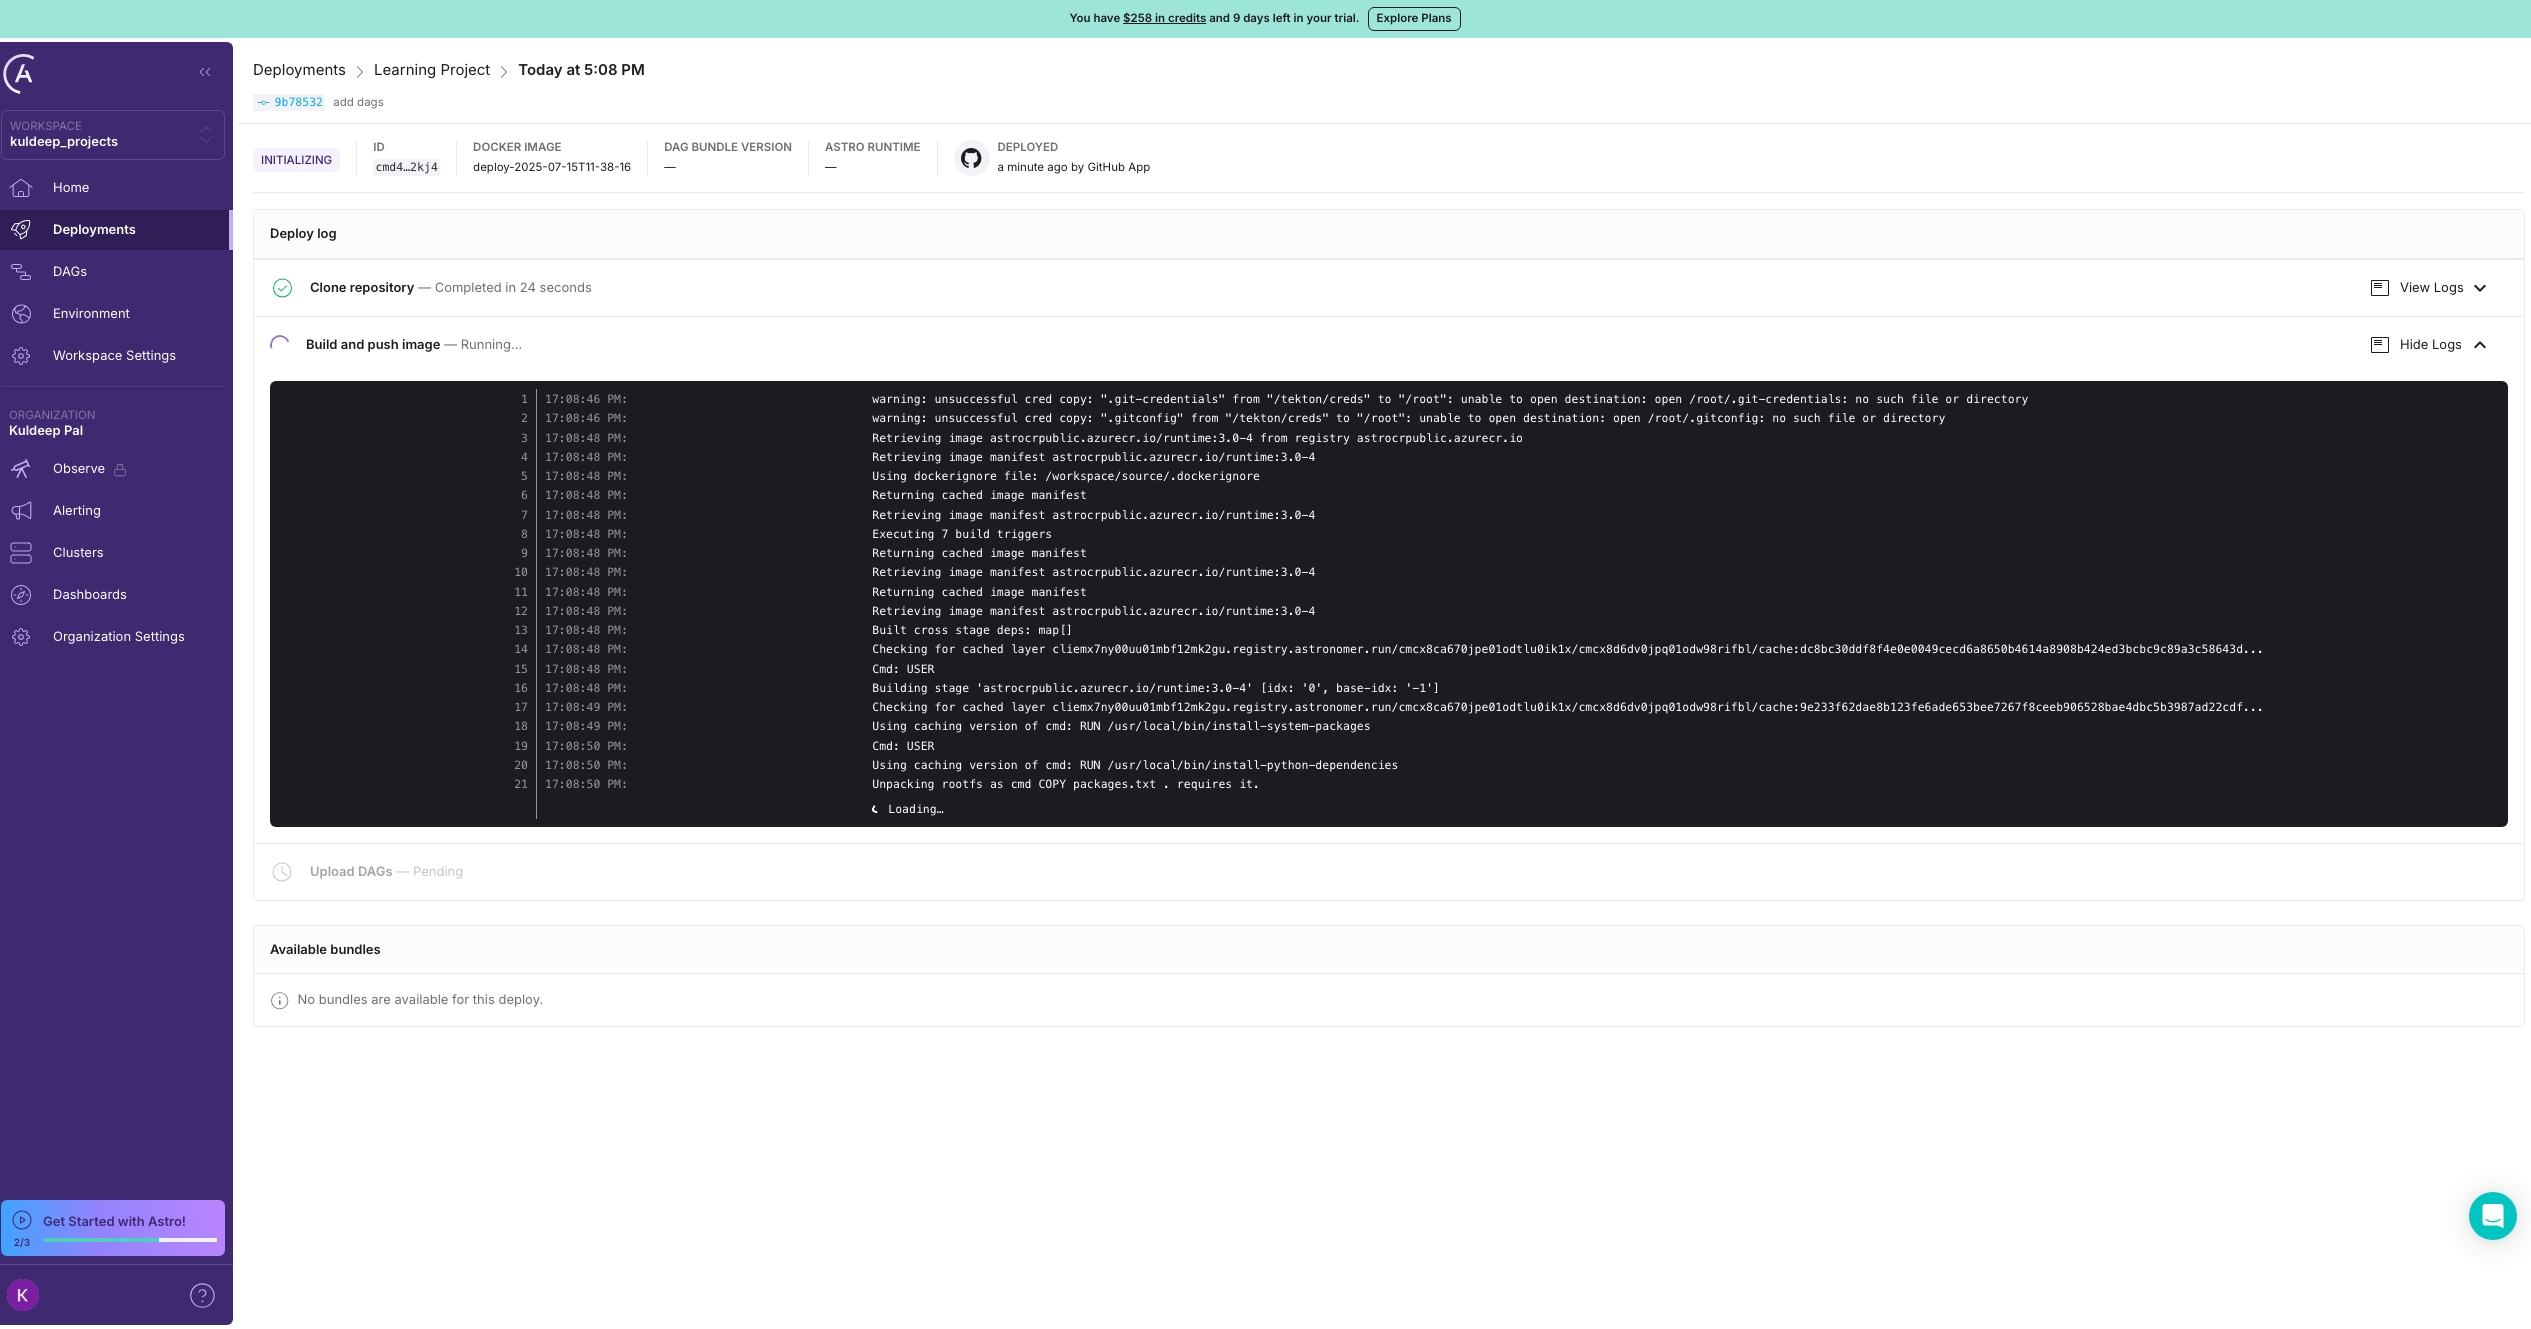 You have $258 in credits and 9 days left in your trial. Explore Plans
WORKSPACE
kuldeep_projects
Home
Deployments
DAGs
Environment
Workspace Settings
ORGANIZATION
Kuldeep Pal
Observe
Alerting
Clusters
Dashboards
Organization Settings
Get Started with Astro!
2/3
K
Deployments > Learning Project > Today at 5:08 PM
9b78532 add dags
INITIALIZING
ID
cmd4…2kj4
DOCKER IMAGE
deploy-2025-07-15T11-38-16
DAG BUNDLE VERSION
—
ASTRO RUNTIME
—
DEPLOYED
a minute ago by GitHub App
Deploy log
Clone repository — Completed in 24 seconds View Logs
Build and push image — Running... Hide Logs
1 17:08:46 PM: warning: unsuccessful cred copy: ".git-credentials" from "/tekton/creds" to "/root": unable to open destination: open /root/.git-credentials: no such file or directory
2 17:08:46 PM: warning: unsuccessful cred copy: ".gitconfig" from "/tekton/creds" to "/root": unable to open destination: open /root/.gitconfig: no such file or directory
3 17:08:48 PM: Retrieving image astrocrpublic.azurecr.io/runtime:3.0-4 from registry astrocrpublic.azurecr.io
4 17:08:48 PM: Retrieving image manifest astrocrpublic.azurecr.io/runtime:3.0-4
5 17:08:48 PM: Using dockerignore file: /workspace/source/.dockerignore
6 17:08:48 PM: Returning cached image manifest
7 17:08:48 PM: Retrieving image manifest astrocrpublic.azurecr.io/runtime:3.0-4
8 17:08:48 PM: Executing 7 build triggers
9 17:08:48 PM: Returning cached image manifest
10 17:08:48 PM: Retrieving image manifest astrocrpublic.azurecr.io/runtime:3.0-4
11 17:08:48 PM: Returning cached image manifest
12 17:08:48 PM: Retrieving image manifest astrocrpublic.azurecr.io/runtime:3.0-4
13 17:08:48 PM: Built cross stage deps: map[]
14 17:08:48 PM: Checking for cached layer cliemx7ny00uu01mbf12mk2gu.registry.astronomer.run/cmcx8ca670jpe01odtlu0ik1x/cmcx8d6dv0jpq01odw98rifbl/cache:dc8bc30ddf8f4e0e0049cecd6a8650b4614a8908b424ed3bcbc9c89a3c58643d...
15 17:08:48 PM: Cmd: USER
16 17:08:48 PM: Building stage 'astrocrpublic.azurecr.io/runtime:3.0-4' [idx: '0', base-idx: '-1']
17 17:08:49 PM: Checking for cached layer cliemx7ny00uu01mbf12mk2gu.registry.astronomer.run/cmcx8ca670jpe01odtlu0ik1x/cmcx8d6dv0jpq01odw98rifbl/cache:9e233f62dae8b123fe6ade653bee7267f8ceeb906528bae4dbc5b3987ad22cdf...
18 17:08:49 PM: Using caching version of cmd: RUN /usr/local/bin/install-system-packages
19 17:08:50 PM: Cmd: USER
20 17:08:50 PM: Using caching version of cmd: RUN /usr/local/bin/install-python-dependencies
21 17:08:50 PM: Unpacking rootfs as cmd COPY packages.txt . requires it.
Loading…
Upload DAGs — Pending
Available bundles
No bundles are available for this deploy.